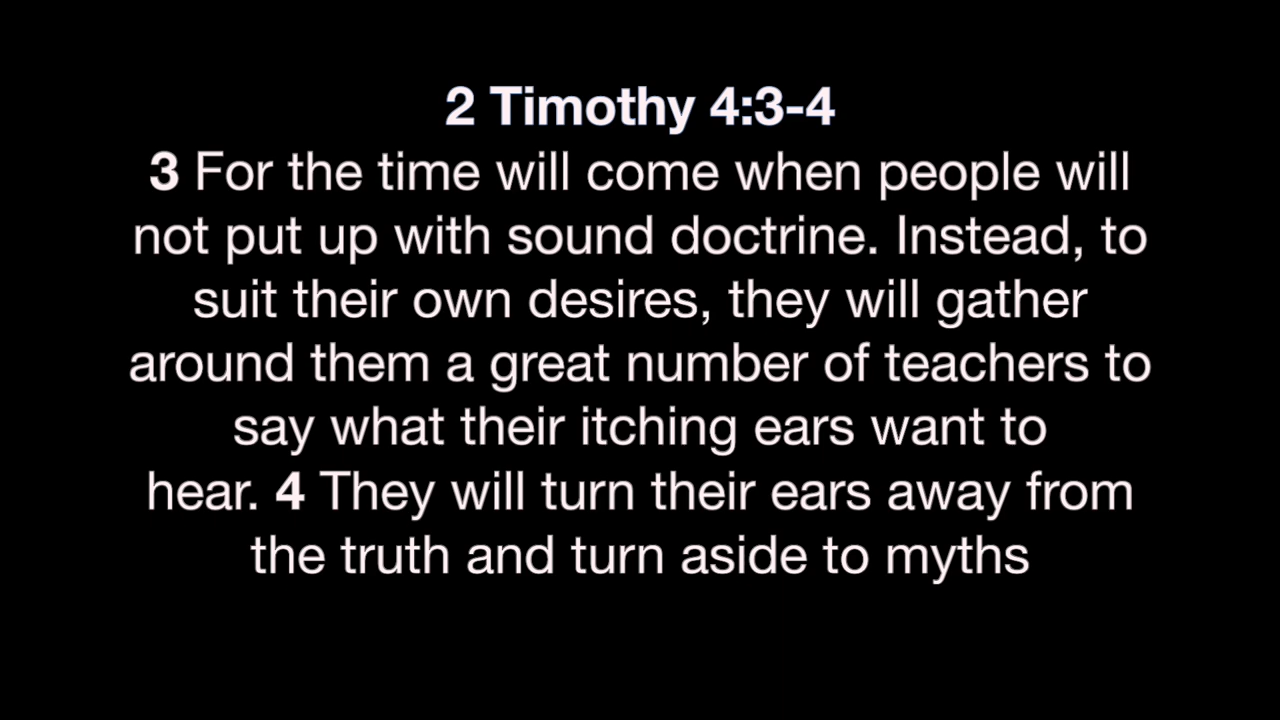 2 Timothy 4:3-4
3 For the time will come when people will
not put up with sound doctrine. Instead, to
suit their own desires, they will gather
around them a great number of teachers to
say what their itching ears want to
hear. 4 They will turn their ears away from
the truth and turn aside to myths